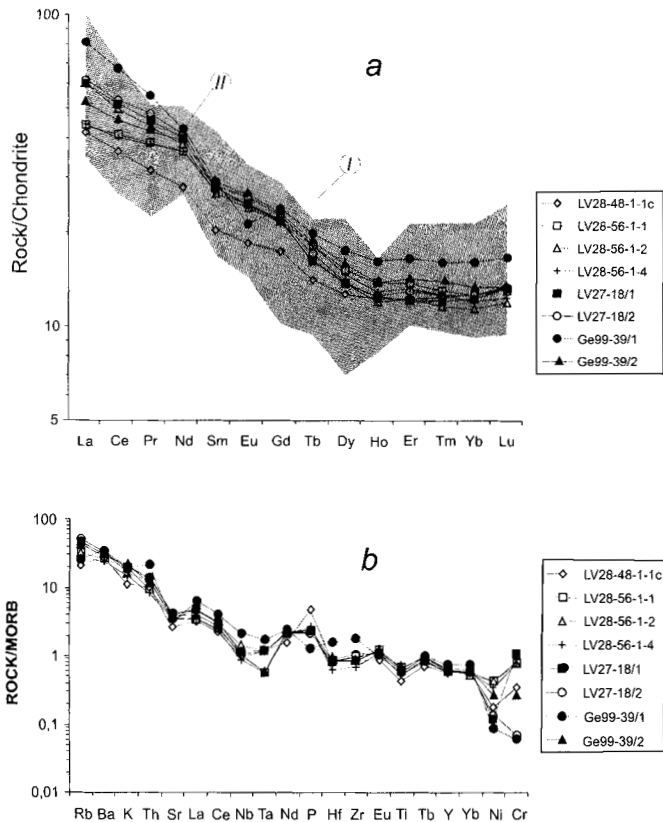 100
a
II
I
Rock/Chondrite
10
5
La Ce Pr Nd Sm Eu Gd Tb Dy Ho Er Tm Yb Lu
LV28-48-1-1c
LV28-56-1-1
LV28-56-1-2
LV28-56-1-4
LV27-18/1
LV27-18/2
Ge99-39/1
Ge99-39/2
100
b
10
ROCK/MORB
1
0,1
0,01
Rb Ba K Th Sr La Ce Nb Ta Nd P Hf Zr Eu Ti Tb Y Yb Ni Cr
LV28-48-1-1c
LV28-56-1-1
LV28-56-1-2
LV28-56-1-4
LV27-18/1
LV27-18/2
Ge99-39/1
Ge99-39/2